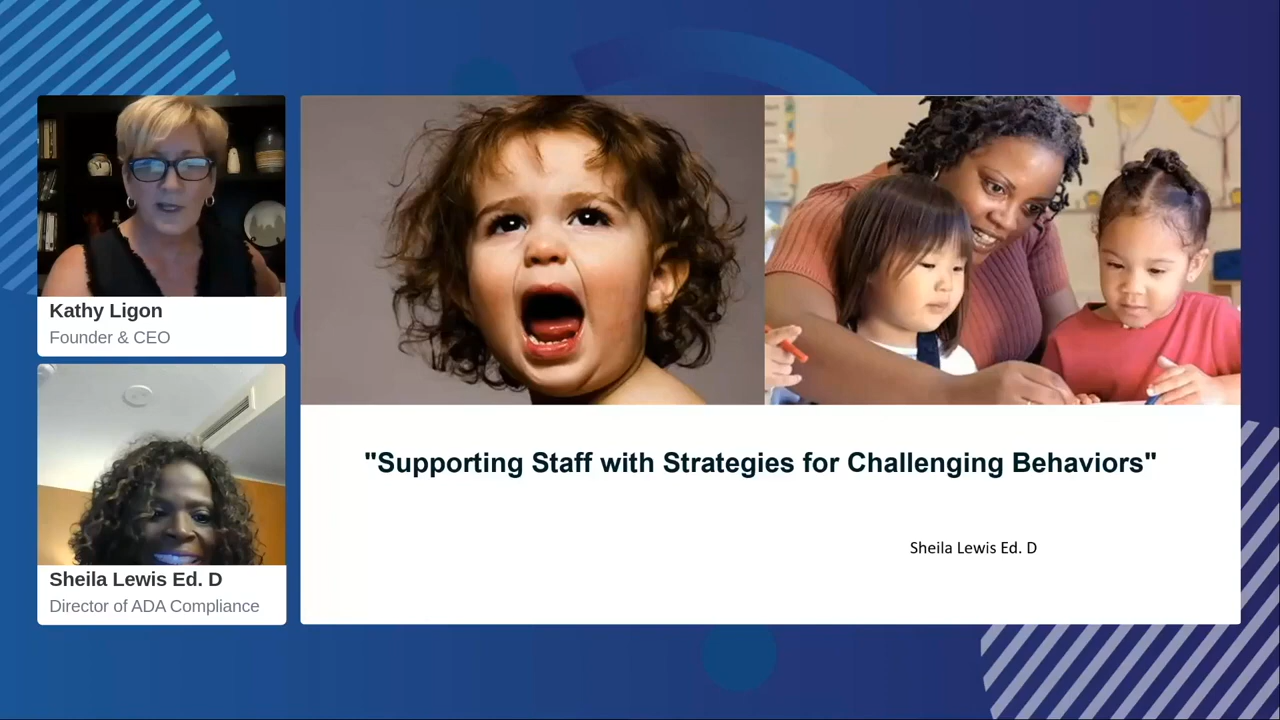 Kathy Ligon
Founder & CEO
Sheila Lewis Ed. D
Director of ADA Compliance
"Supporting Staff with Strategies for Challenging Behaviors"
Sheila Lewis Ed. D